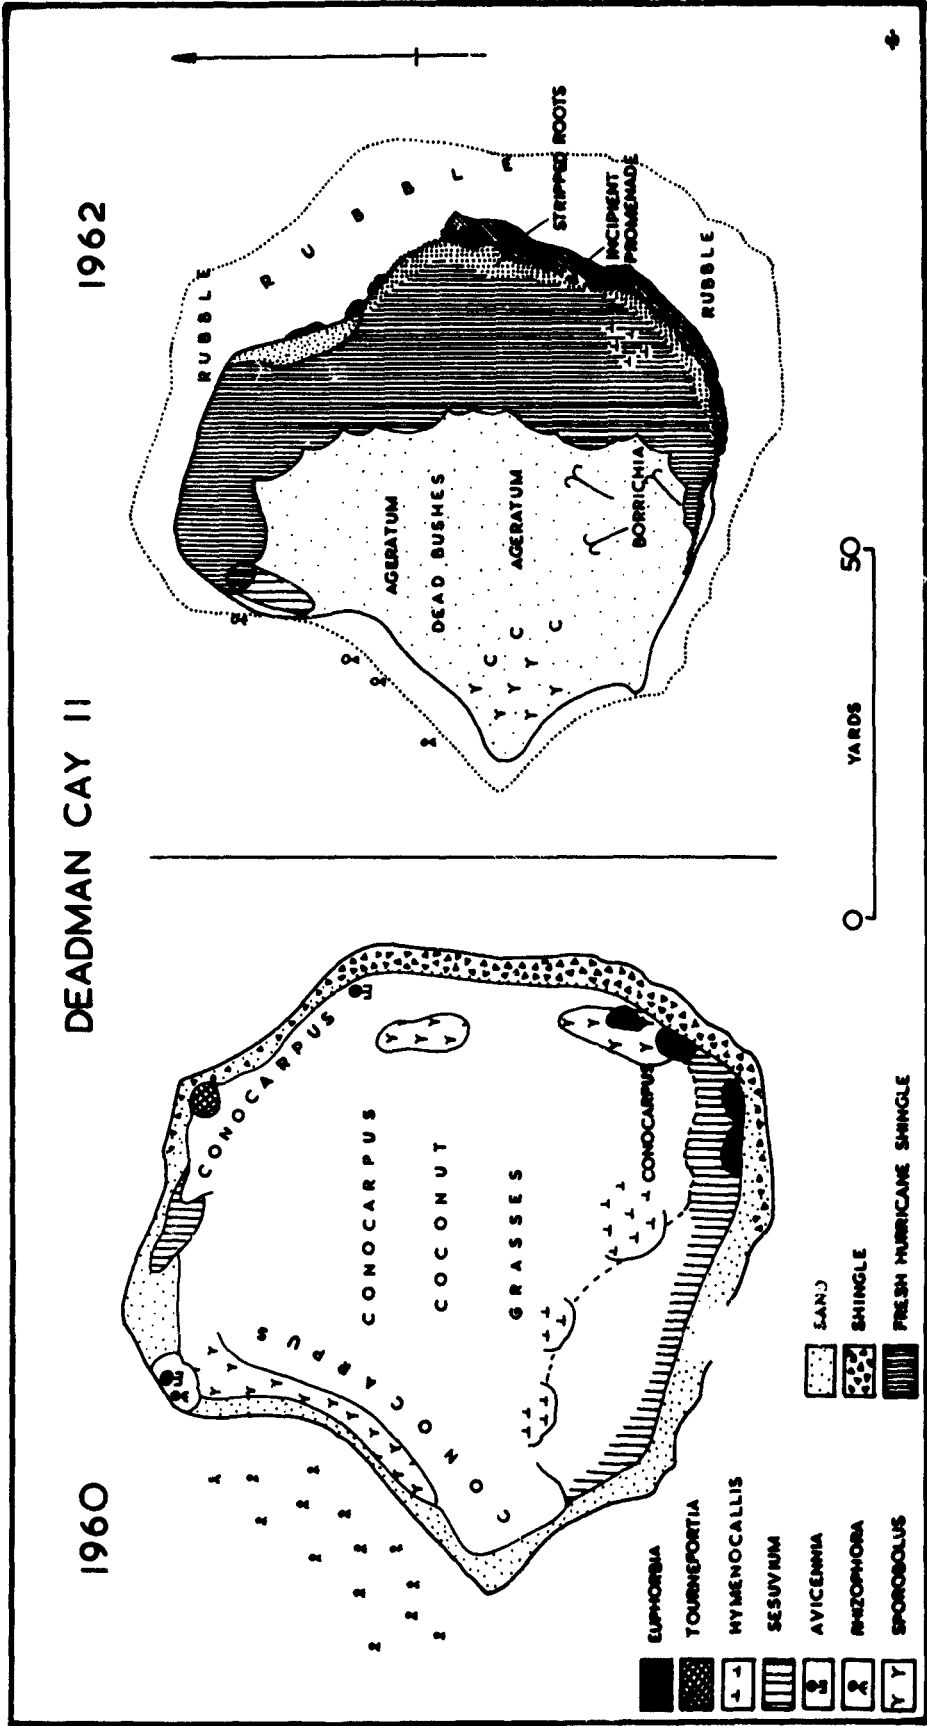 DEADMAN CAY II
1960
CONOCARPUS
CONOCARPUS
COCONUT
GRASSES
CONOCARPUS
CONOCARPUS
1962
RUBBLE
RUBBLE
STRIPPED ROOTS
INCIPIENT
PROMENADE
RUBBLE
AGERATUM
DEAD BUSHES
AGERATUM
BORRICHIA
C
C
C
0 YARDS 50
EUPHORBIA
TOURNEFORTIA
HYMENOCALLIS
SESUVIUM
AVICENNIA
RHIZOPHORA
SPOROBOLUS
SAND
SHINGLE
FRESH HURRICANE SHINGLE